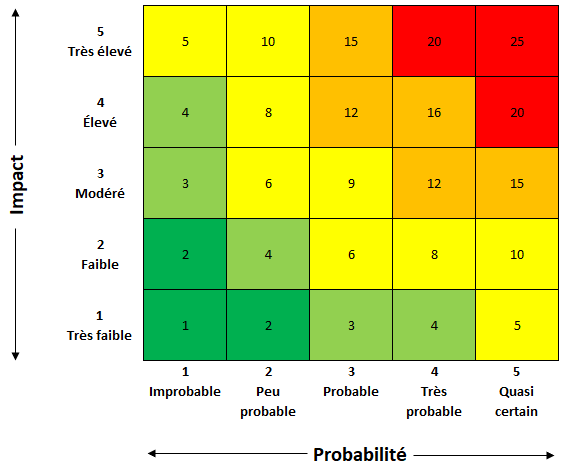 5
Très élevé
5 10 15 20 25
4
Élevé
4 8 12 16 20
Impact
3
Modéré
3 6 9 12 15
2
Faible
2 4 6 8 10
1
Très faible
1 2 3 4 5
1 2 3 4 5
Improbable Peu Probable Très Quasi
probable probable certain
Probabilité